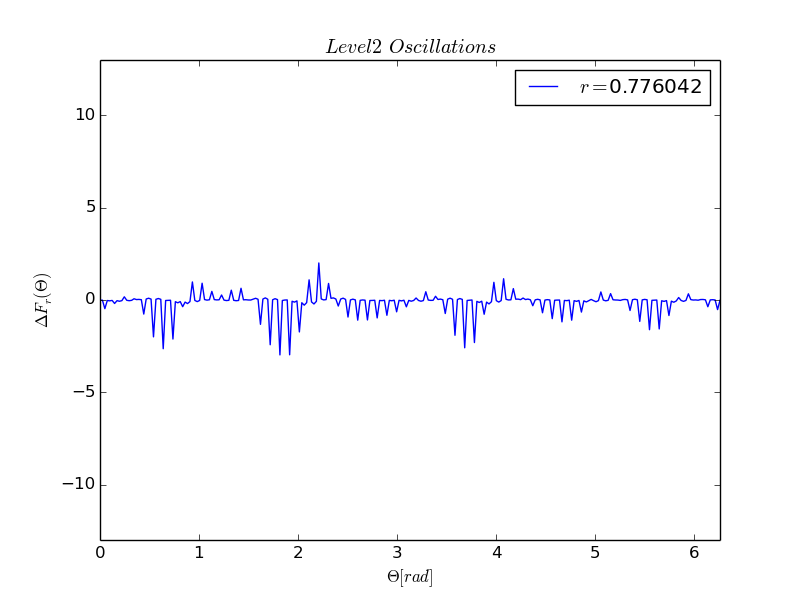 Level2 Oscillations
r=0.776042
10
5
0
−5
−10
ΔF_r(Θ)
0 1 2 3 4 5 6
Θ[rad]